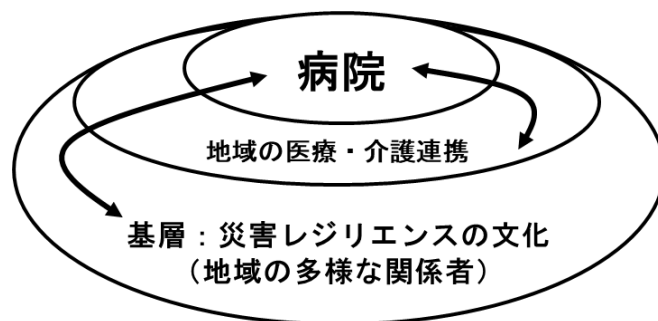 病院
地域の医療・介護連携
基層：災害レジリエンスの文化
（地域の多様な関係者）